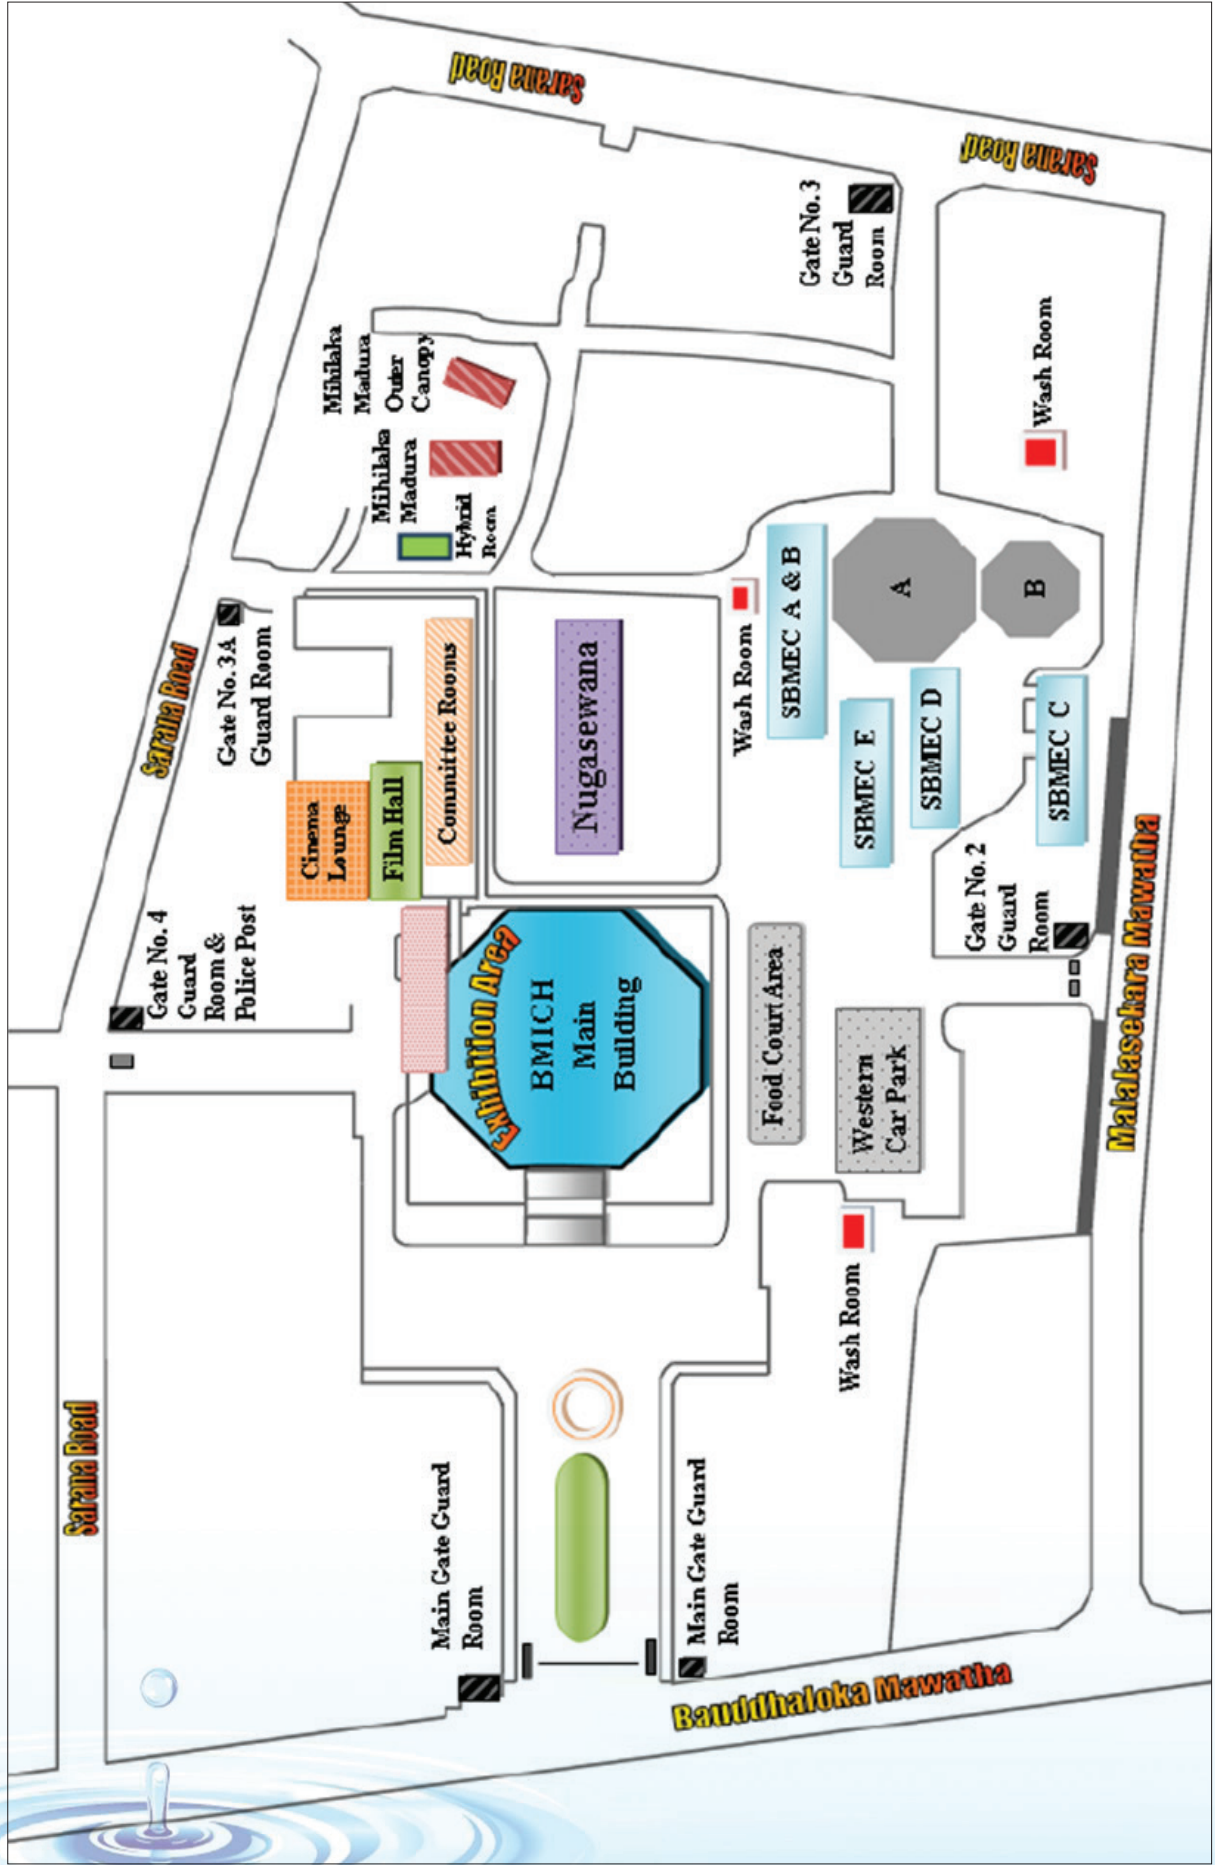 Sarana Road
Sarana Road
Sarana Road
Sarana Road
Gate No. 4
Guard
Room &
Police Post
Gate No. 3A
Guard Room
Mihilaka
Madura
Outer
Canopy
Mihilaka
Madura
Hybrid
Room
Gate No. 3
Guard
Room
Cinema
Lounge
Film Hall
Committee Rooms
Exhibition Area
BMICH
Main
Building
Nugasewana
Wash Room
SBMEC A & B
A
B
SBMEC E
SBMEC D
SBMEC C
Wash Room
Food Court Area
Western
Car Park
Gate No. 2
Guard
Room
Wash Room
Main Gate Guard
Room
Main Gate Guard
Room
Bauddhaloka Mawatha
Malalasekara Mawatha